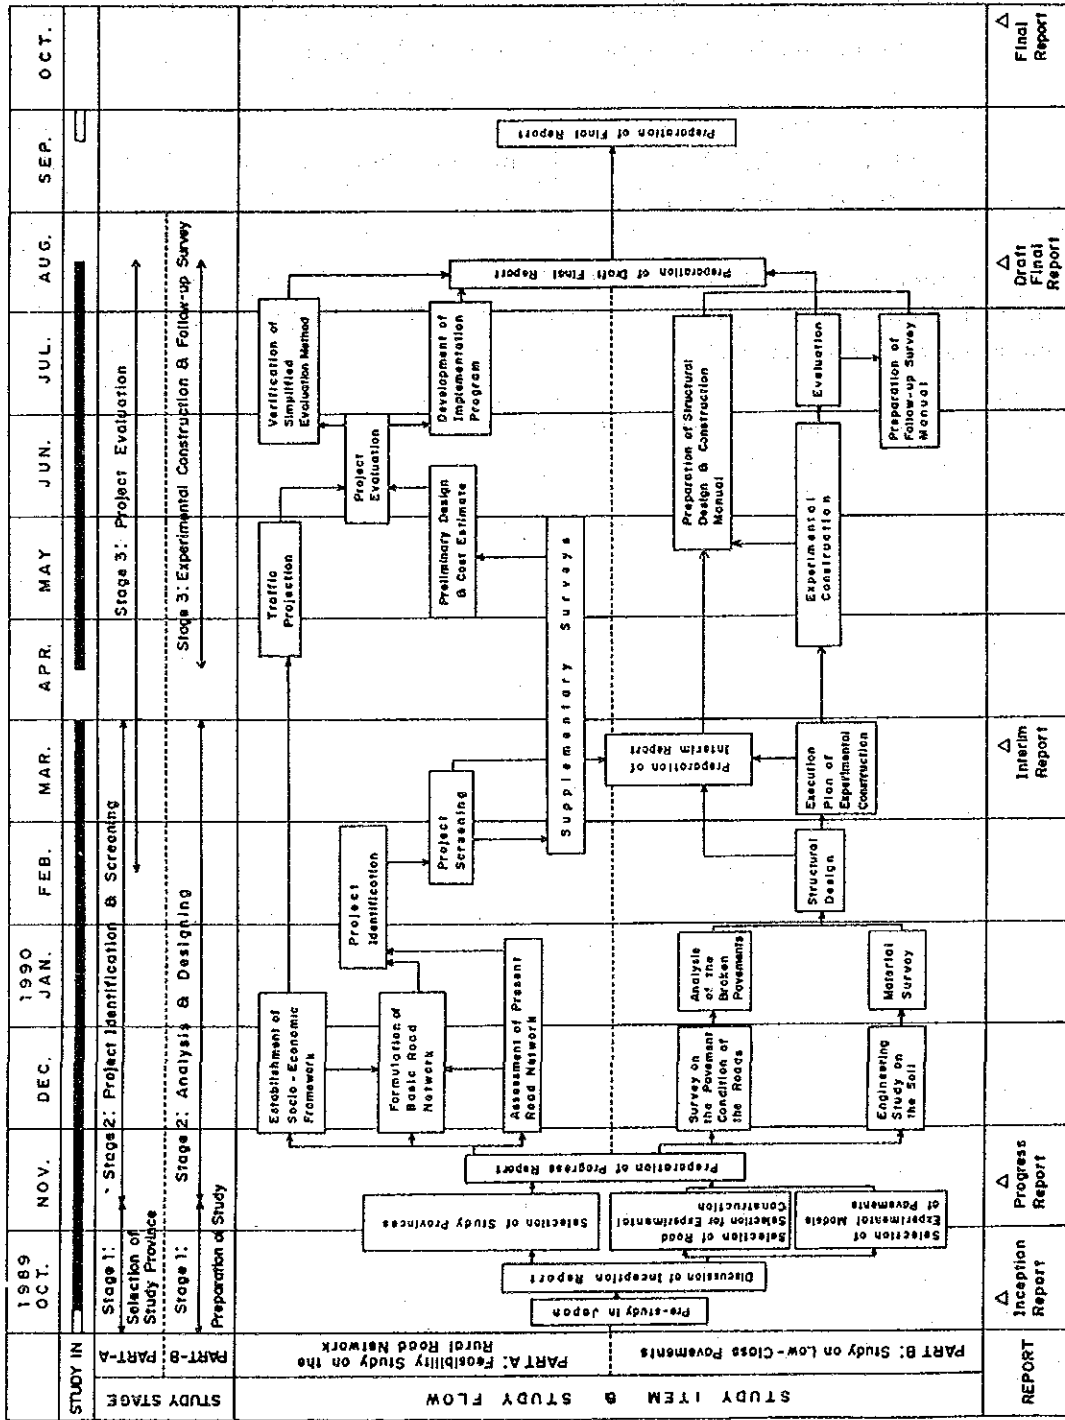 1989
1990
OCT.
NOV.
DEC.
JAN.
FEB.
MAR.
APR.
MAY
JUN.
JUL.
AUG.
SEP.
OCT.
STUDY IN
STUDY STAGE
PART-A
Stage 1:
Selection of
Study Province
Stage 2: Project Identification & Screening
Stage 3: Project Evaluation
PART-B
Stage 1:
Preparation of Study
Stage 2: Analysis & Designing
Stage 3: Experimental Construction & Follow-up Survey
STUDY ITEM & STUDY FLOW
PART A: Feasibility Study on the
Rural Road Network
PART B: Study on Low-Class Pavements
Pre-study in Japan
Discussion of Inception Report
Selection of Study Provinces
Selection of Road
Selection for Experimental
Construction
Selection of
Experimental Models
of Pavements
Preparation of Progress Report
Establishment of
Socio-Economic
Framework
Formulation of
Basic Road
Network
Assessment of Present
Road Network
Survey on
the Pavement
Condition of
the Roads
Engineering
Study on
the Soil
Analysis
of the
Broken
Pavements
Material
Survey
Project
Identification
Project
Screening
Structural
Design
Supplementary Surveys
Preparation of
Interim Report
Execution
Plan of
Experimental
Construction
Traffic
Projection
Preliminary Design
& Cost Estimate
Project
Evaluation
Experimental
Construction
Preparation of Structural
Design & Construction
Manual
Verification of
Simplified
Evaluation Method
Development of
Implementation
Program
Evaluation
Preparation of
Follow-up Survey
Manual
Preparation of Draft Final Report
Preparation of Final Report
REPORT
△
Inception
Report
△
Progress
Report
△
Interim
Report
△
Draft
Final
Report
△
Final
Report